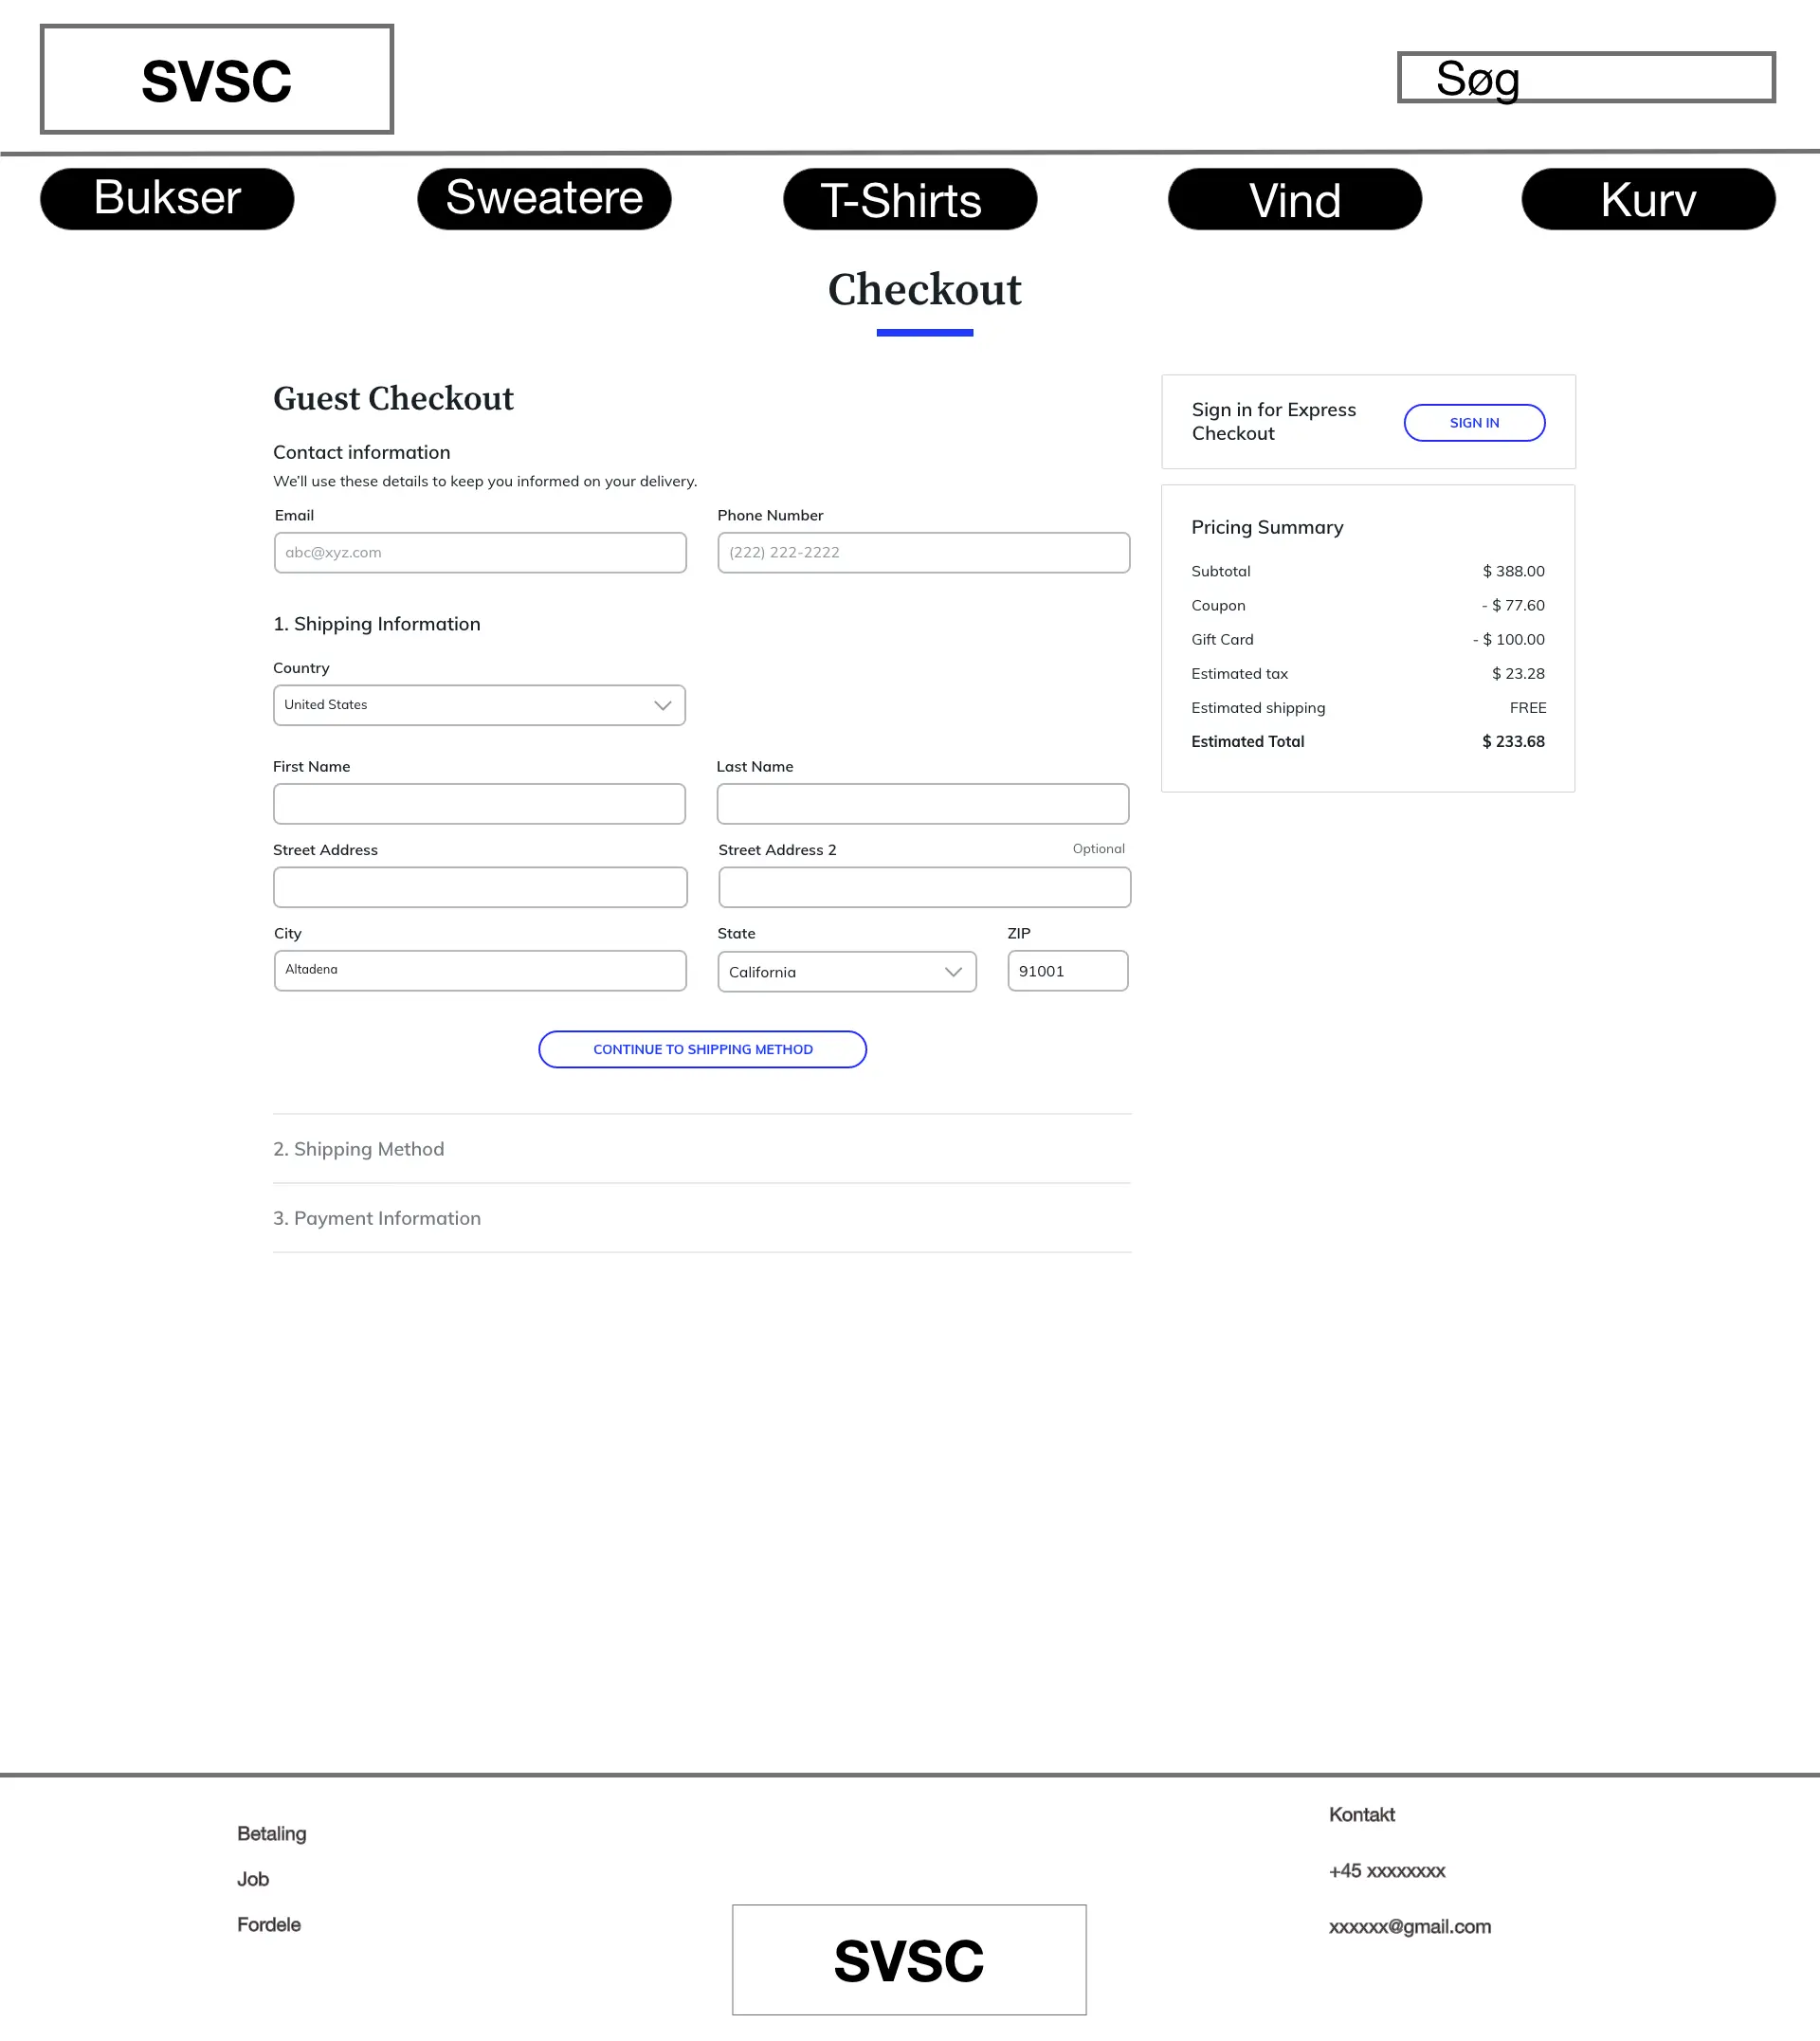 SVSC
Søg
Bukser
Sweatere
T-Shirts
Vind
Kurv
Checkout
Guest Checkout
Contact information
We'll use these details to keep you informed on your delivery.
Email
Phone Number
abc@xyz.com
(222) 222-2222
1. Shipping Information
Country
United States
First Name
Last Name
Street Address
Street Address 2
Optional
City
State
ZIP
Altadena
California
91001
CONTINUE TO SHIPPING METHOD
2. Shipping Method
3. Payment Information
Sign in for Express
Checkout
SIGN IN
Pricing Summary
Subtotal $ 388.00
Coupon - $ 77.60
Gift Card - $ 100.00
Estimated tax $ 23.28
Estimated shipping FREE
Estimated Total $ 233.68
Betaling
Job
Fordele
SVSC
Kontakt
+45 xxxxxxxx
xxxxxx@gmail.com